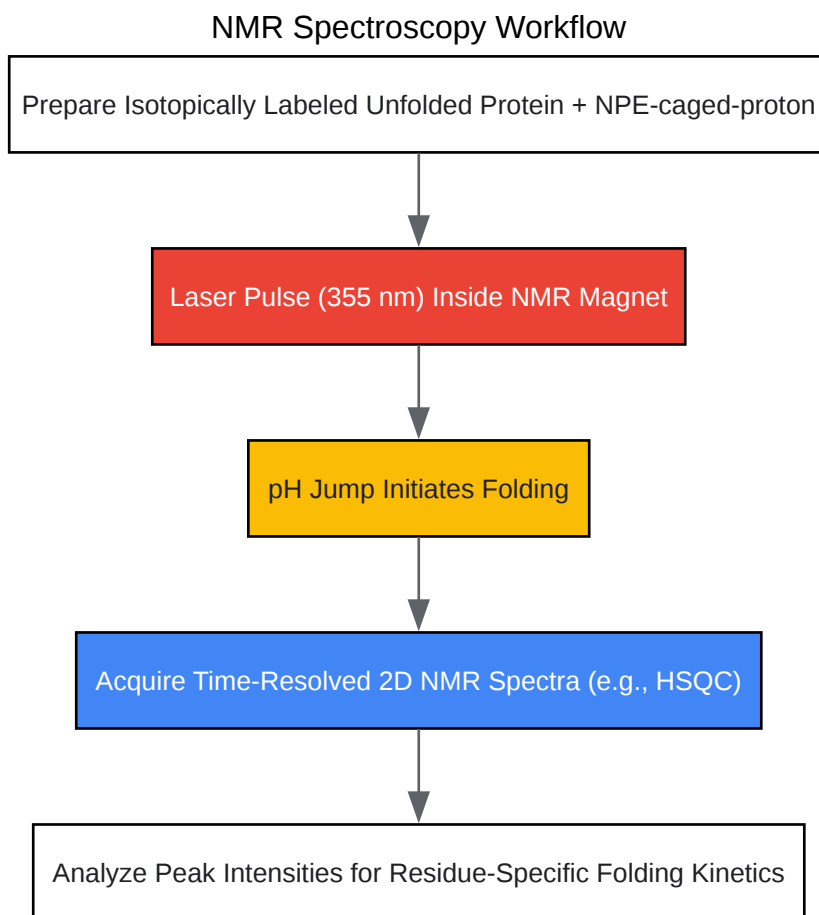 NMR Spectroscopy Workflow
Prepare Isotopically Labeled Unfolded Protein + NPE-caged-proton
Laser Pulse (355 nm) Inside NMR Magnet
pH Jump Initiates Folding
Acquire Time-Resolved 2D NMR Spectra (e.g., HSQC)
Analyze Peak Intensities for Residue-Specific Folding Kinetics